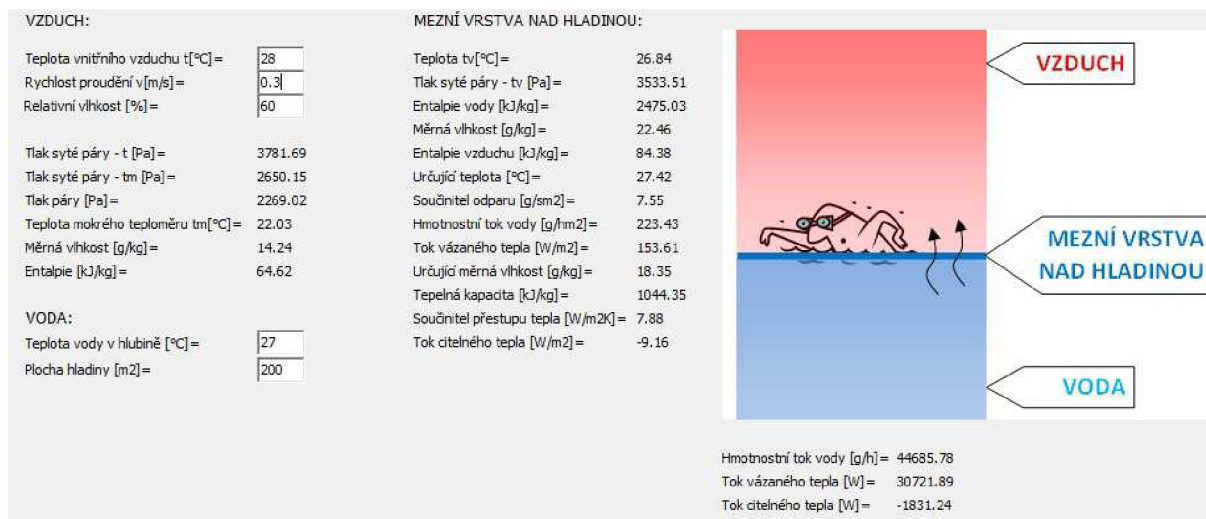 VZDUCH:
Teplota vnitřního vzduchu t[°C]= 28
Rychlost proudění v[m/s]= 0.3
Relativní vlhkost [%]= 60
Tlak syté páry - t [Pa]= 3781.69
Tlak syté páry - tm [Pa]= 2650.15
Tlak páry [Pa]= 2269.02
Teplota mokrého teploměru tm[°C]= 22.03
Měrná vlhkost [g/kg]= 14.24
Entalpie [kJ/kg]= 64.62
VODA:
Teplota vody v hlubině [°C]= 27
Plocha hladiny [m2]= 200
MEZNÍ VRSTVA NAD HLADINOU:
Teplota tv[°C]= 26.84
Tlak syté páry - tv [Pa]= 3533.51
Entalpie vody [kJ/kg]= 2475.03
Měrná vlhkost [g/kg]= 22.46
Entalpie vzduchu [kJ/kg]= 84.38
Určující teplota [°C]= 27.42
Součinitel odparu [g/sm2]= 7.55
Hmotnostní tok vody [g/hm2]= 223.43
Tok vázaného tepla [W/m2]= 153.61
Určující měrná vlhkost [g/kg]= 18.35
Tepelná kapacita [kJ/kg]= 1044.35
Součinitel přestupu tepla [W/m2K]= 7.88
Tok citelného tepla [W/m2]= -9.16
VZDUCH
MEZNÍ VRSTVA
NAD HLADINOU
VODA
Hmotnostní tok vody [g/h]= 44685.78
Tok vázaného tepla [W]= 30721.89
Tok citelného tepla [W]= -1831.24